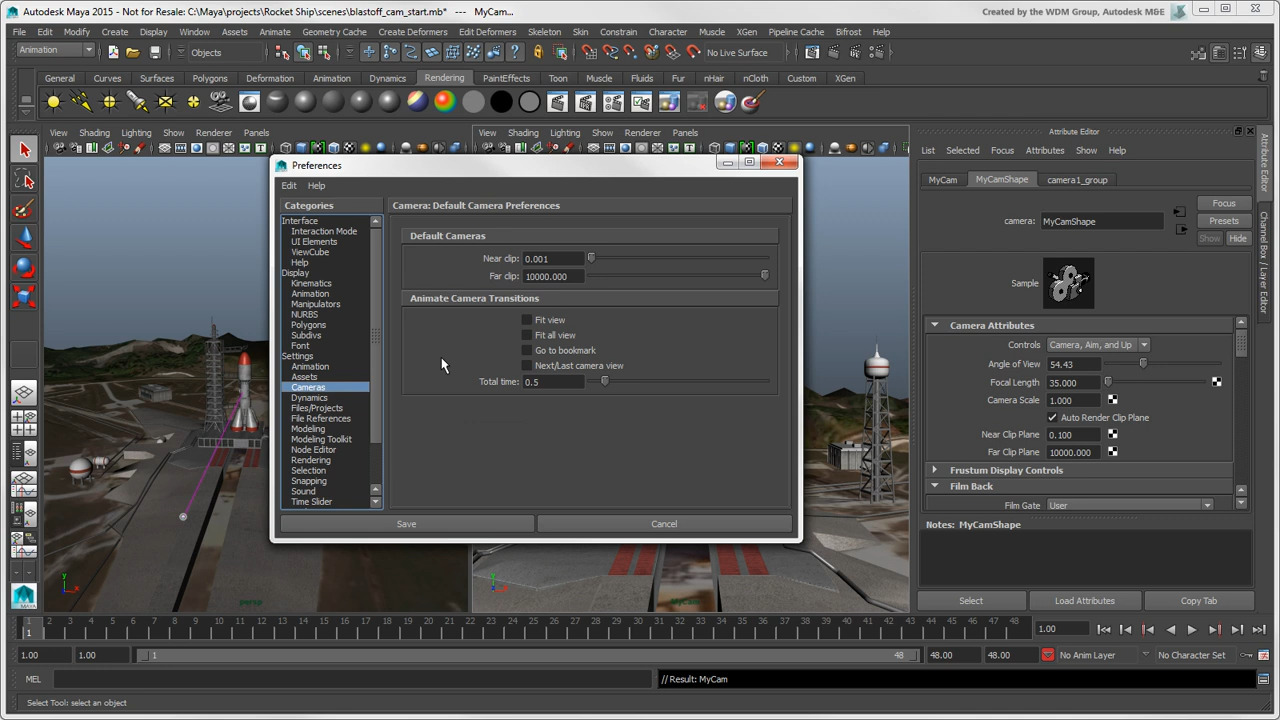 Autodesk Maya 2015 - Not for Resale: C:\Maya\projects\Rocket Ship\scenes\blastoff_cam_start.mb* --- MyCam...
Created by the WDM Group, Autodesk M&E
File Edit Modify Create Display Window Assets Animate Geometry Cache Create Deformers Edit Deformers Skeleton Skin Constrain Character Muscle XGen Pipeline Cache Bifrost Help
Animation Objects No Live Surface
General Curves Surfaces Polygons Deformation Animation Dynamics Rendering PaintEffects Toon Muscle Fluids Fur nHair nCloth Custom XGen
View Shading Lighting Show Renderer Panels
View Shading Lighting Show Renderer Panels
persp
MyCam
Preferences
Edit Help
Categories
Interface
Interaction Mode
UI Elements
ViewCube
Help
Display
Kinematics
Animation
Manipulators
NURBS
Polygons
Subdivs
Font
Settings
Animation
Assets
Cameras
Dynamics
Files/Projects
File References
Modeling
Modeling Toolkit
Node Editor
Rendering
Selection
Snapping
Sound
Time Slider
Camera: Default Camera Preferences
Default Cameras
Near clip: 0.001
Far clip: 10000.000
Animate Camera Transitions
Fit view
Fit all view
Go to bookmark
Next/Last camera view
Total time: 0.5
Save Cancel
Attribute Editor
List Selected Focus Attributes Show Help
MyCam MyCamShape camera1_group
camera: MyCamShape
Focus
Presets
Show Hide
Sample
Camera Attributes
Controls Camera, Aim, and Up
Angle of View 54.43
Focal Length 35.000
Camera Scale 1.000
Auto Render Clip Plane
Near Clip Plane 0.100
Far Clip Plane 10000.000
Frustum Display Controls
Film Back
Film Gate User
Notes: MyCamShape
Select Load Attributes Copy Tab
Attribute Editor
Channel Box / Layer Editor
MAYA
y
x
1 2 3 4 5 6 7 8 9 10 11 12 13 14 15 16 17 18 19 20 21 22 23 24 25 26 27 28 29 30 31 32 33 34 35 36 37 38 39 40 41 42 43 44 45 46 47 48
1
1.00
1.00 1.00 1 48 48.00 48.00 No Anim Layer No Character Set
MEL // Result: MyCam
Select Tool: select an object